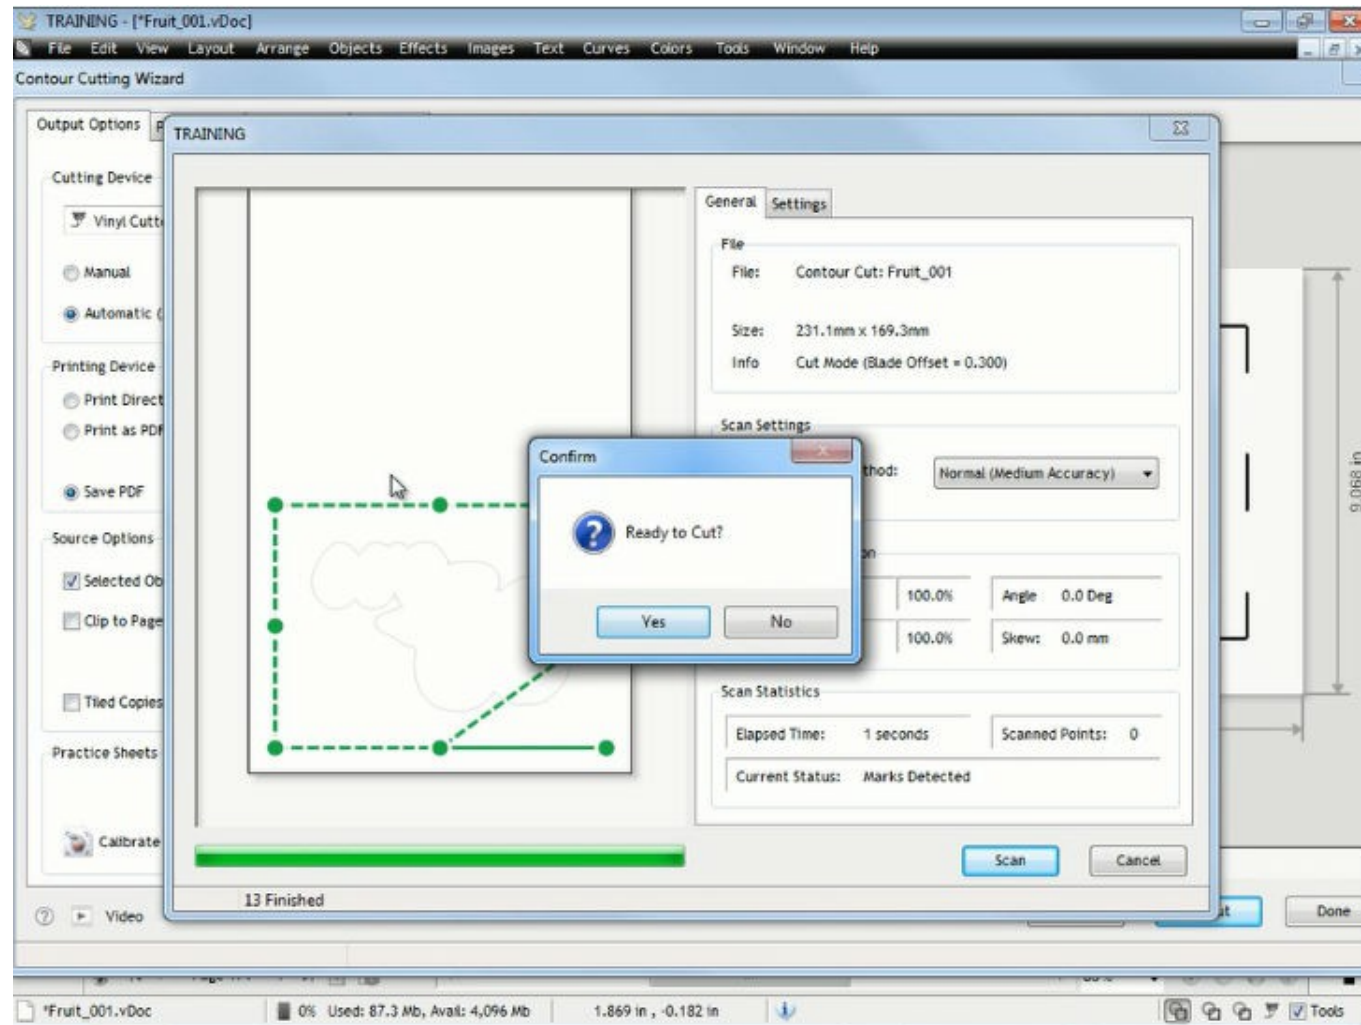 TRAINING - [*Fruit_001.vDoc]
File Edit View Layout Arrange Objects Effects Images Text Curves Colors Tools Window Help
Contour Cutting Wizard
Output Options
TRAINING
Cutting Device
Vinyl Cutte
Manual
Automatic (
Printing Device
Print Direct
Print as PDF
Save PDF
Source Options
Selected Ob
Clip to Page
Tiled Copies
Practice Sheets
Calibrate
Video
General Settings
File
File: Contour Cut: Fruit_001
Size: 231.1mm x 169.3mm
Info Cut Mode (Blade Offset = 0.300)
Scan Settings
thod: Normal (Medium Accuracy)
Confirm
Ready to Cut?
Yes No
on
100.0% Angle 0.0 Deg
100.0% Skew: 0.0 mm
Scan Statistics
Elapsed Time: 1 seconds Scanned Points: 0
Current Status: Marks Detected
Scan Cancel
13 Finished
9.068 in
ut Done
*Fruit_001.vDoc 0% Used: 87.3 Mb, Avail: 4,096 Mb 1.869 in , -0.182 in Tools